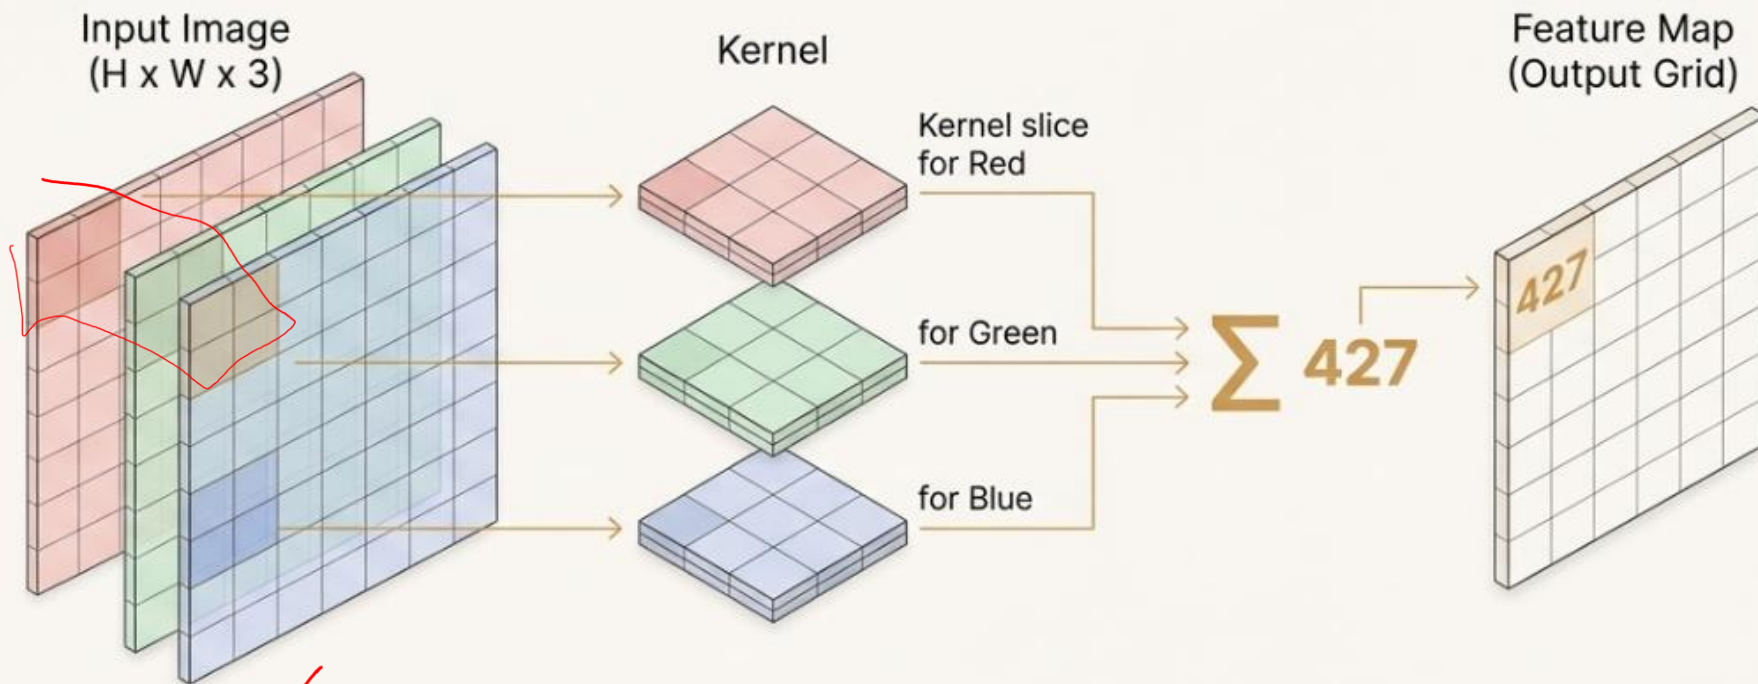 Input Image
(H x W x 3)
Kernel
Feature Map
(Output Grid)
Kernel slice
for Red
for Green
for Blue
Σ 427
427